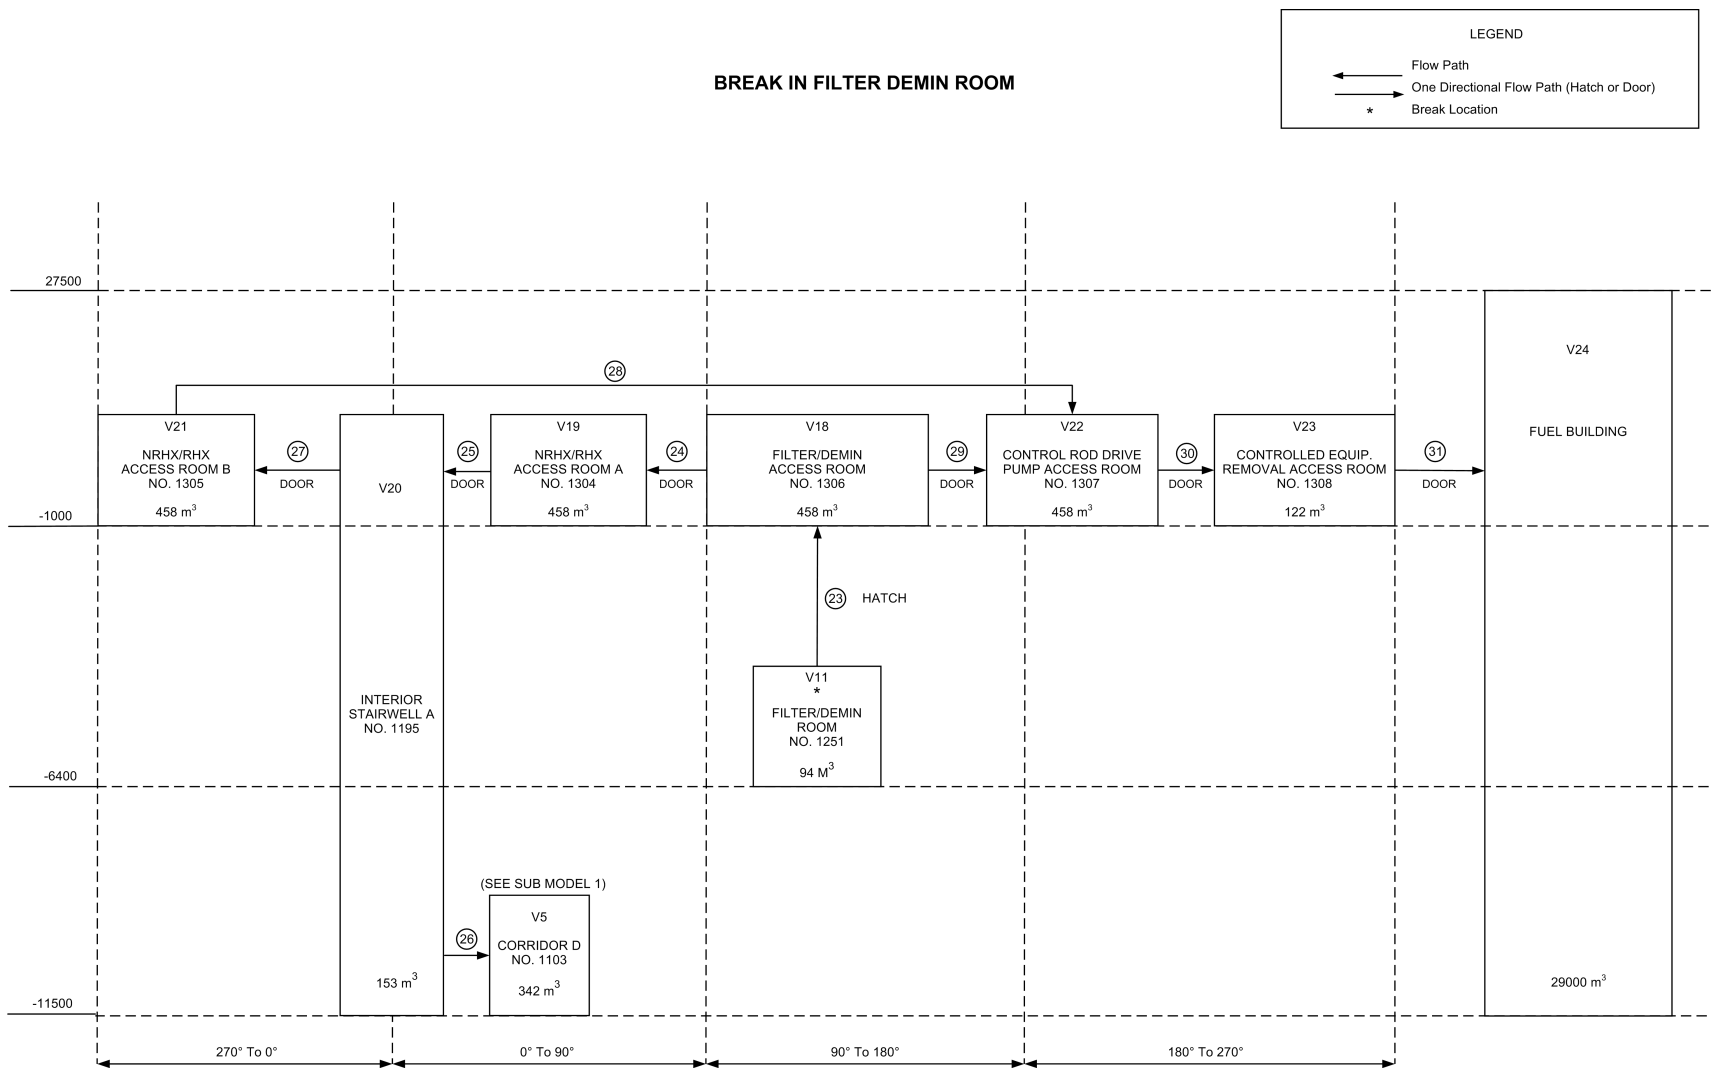 LEGEND
Flow Path
One Directional Flow Path (Hatch or Door)
* Break Location
BREAK IN FILTER DEMIN ROOM
27500
V24
FUEL BUILDING
29000 m³
28
V21
NRHX/RHX
ACCESS ROOM B
NO. 1305
458 m³
27
DOOR
V20
INTERIOR
STAIRWELL A
NO. 1195
153 m³
25
DOOR
V19
NRHX/RHX
ACCESS ROOM A
NO. 1304
458 m³
24
DOOR
V18
FILTER/DEMIN
ACCESS ROOM
NO. 1306
458 m³
29
DOOR
V22
CONTROL ROD DRIVE
PUMP ACCESS ROOM
NO. 1307
458 m³
30
DOOR
V23
CONTROLLED EQUIP.
REMOVAL ACCESS ROOM
NO. 1308
122 m³
31
DOOR
-1000
23 HATCH
V11
*
FILTER/DEMIN
ROOM
NO. 1251
94 M³
-6400
(SEE SUB MODEL 1)
26
V5
CORRIDOR D
NO. 1103
342 m³
-11500
270° To 0°
0° To 90°
90° To 180°
180° To 270°